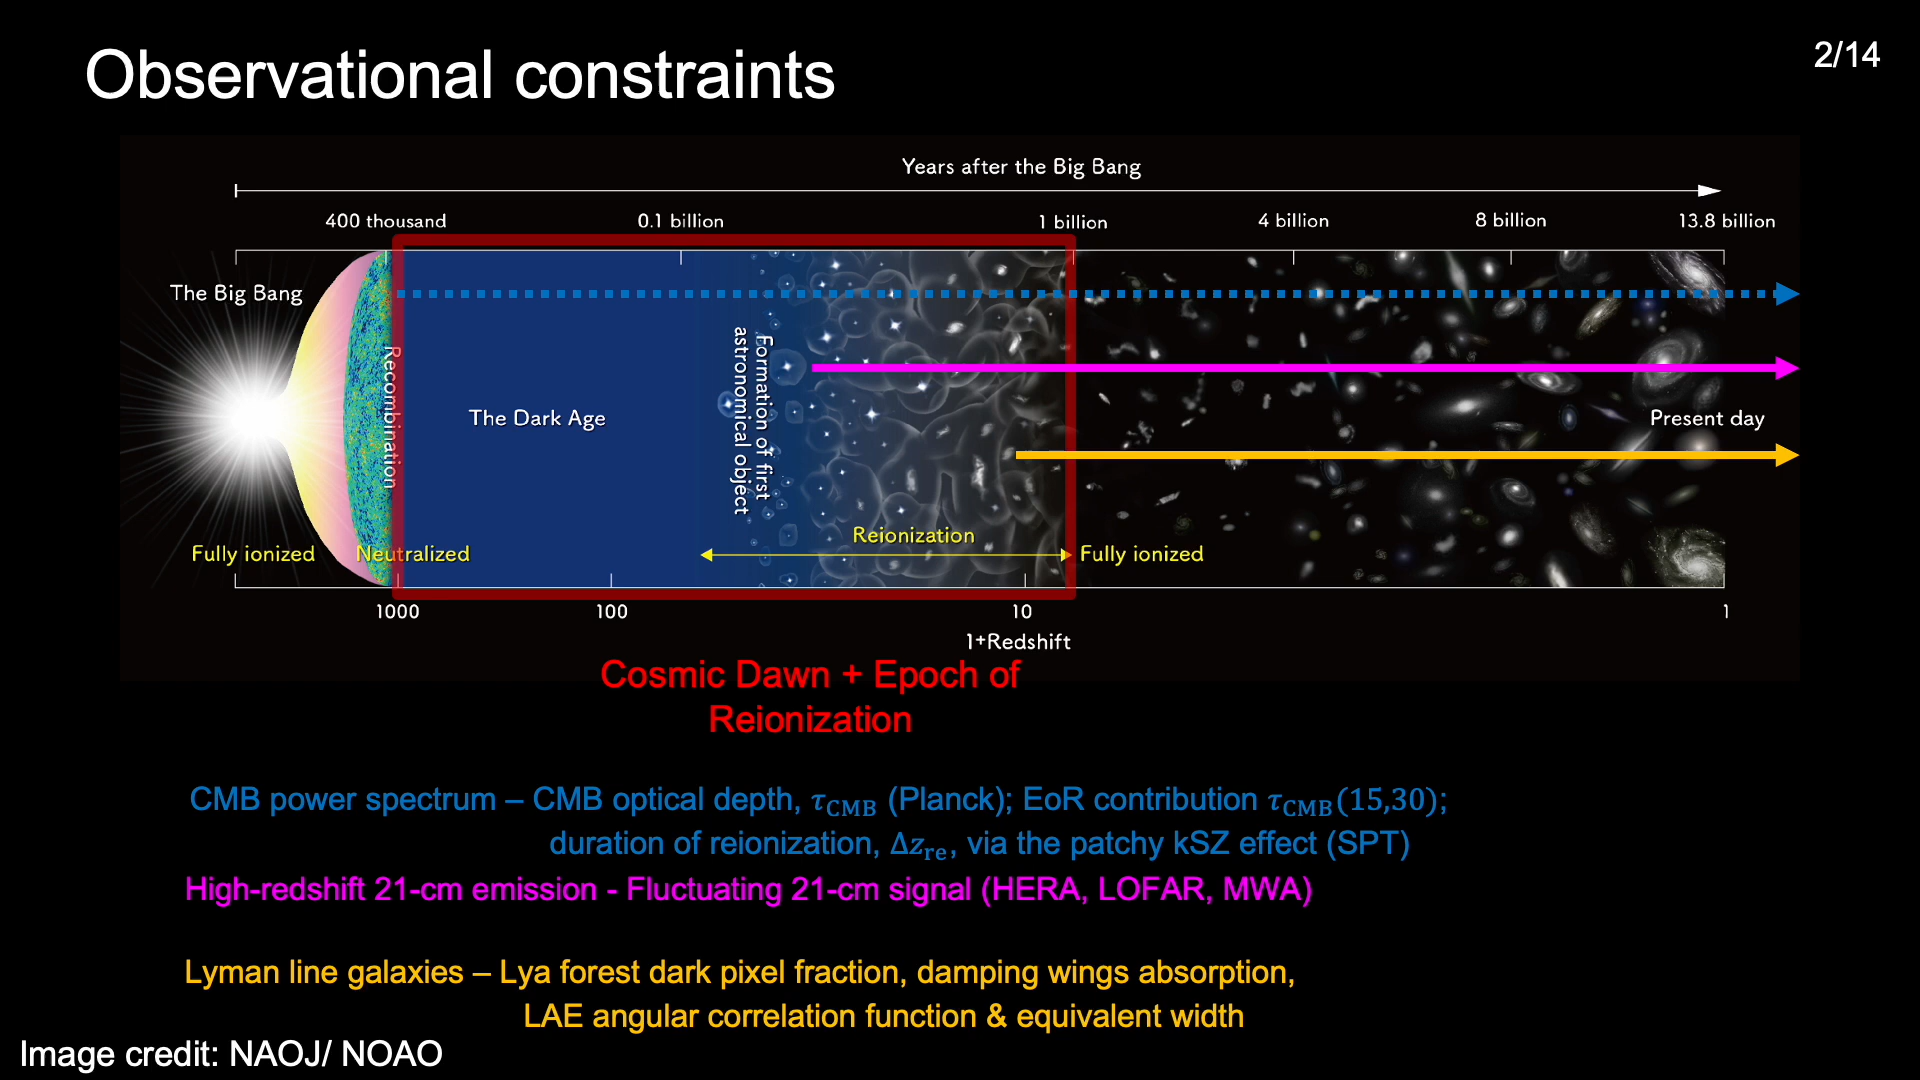 Observational constraints
2/14
Years after the Big Bang
400 thousand 0.1 billion 1 billion 4 billion 8 billion 13.8 billion
The Big Bang
Recombination
The Dark Age
Formation of first
astronomical object
Present day
Reionization
Fully ionized Neutralized Fully ionized
1000 100 10 1
1+Redshift
Cosmic Dawn + Epoch of
Reionization
CMB power spectrum – CMB optical depth, τ_CMB (Planck); EoR contribution τ_CMB(15,30);
duration of reionization, Δz_re, via the patchy kSZ effect (SPT)
High-redshift 21-cm emission - Fluctuating 21-cm signal (HERA, LOFAR, MWA)
Lyman line galaxies – Lya forest dark pixel fraction, damping wings absorption,
LAE angular correlation function & equivalent width
Image credit: NAOJ/ NOAO